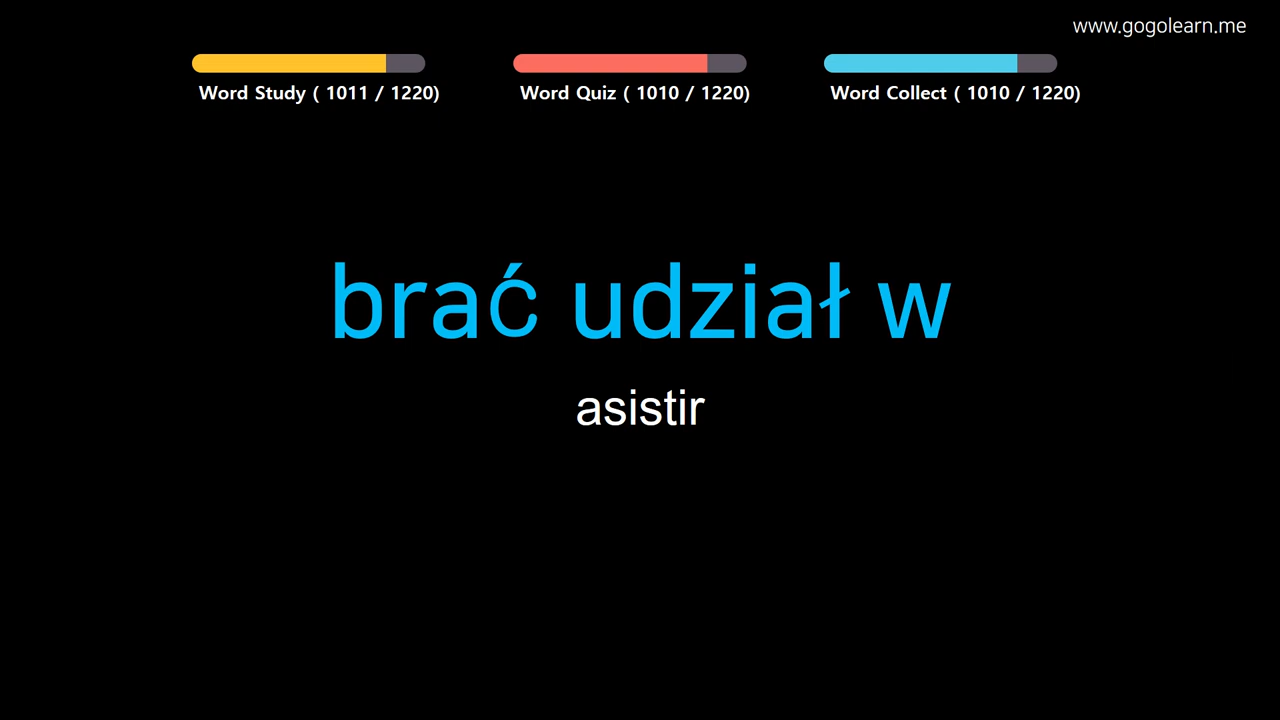 www.gogolearn.me
Word Study ( 1011 / 1220)
Word Quiz ( 1010 / 1220)
Word Collect ( 1010 / 1220)
brać udział w
asistir